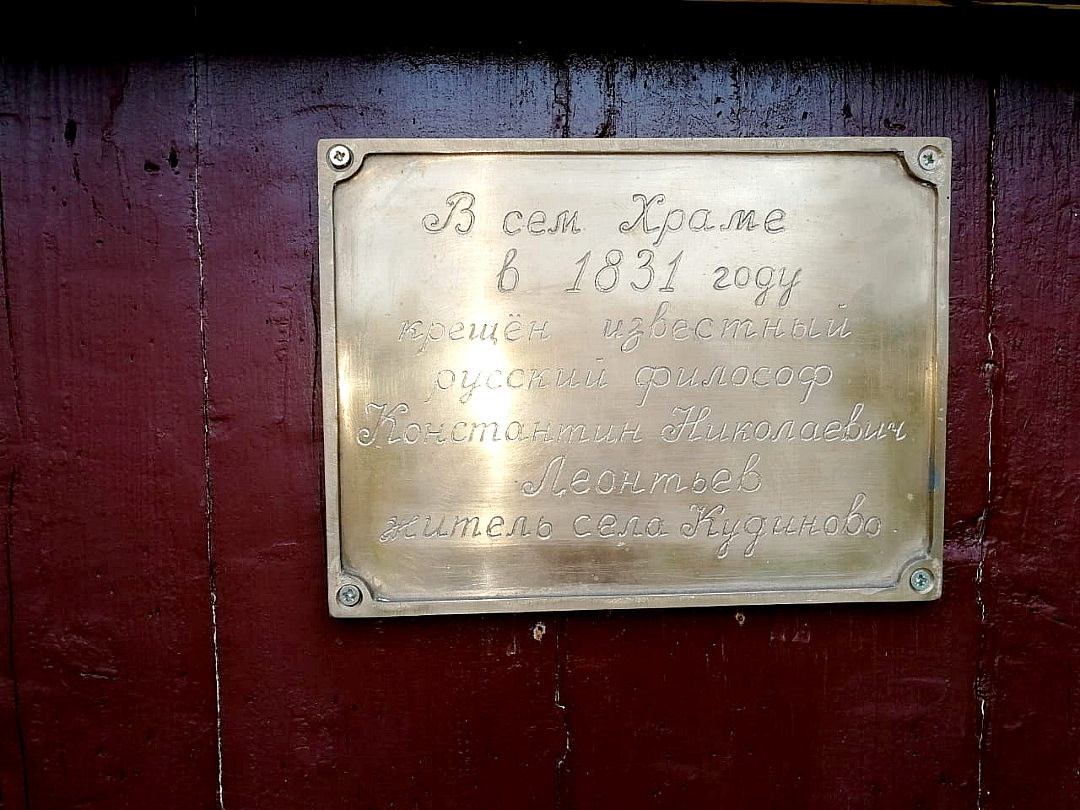 В сем Храме
в 1831 году
крещён известный
русский философ
Константин Николаевич
Леонтьев
житель села Кудиново.